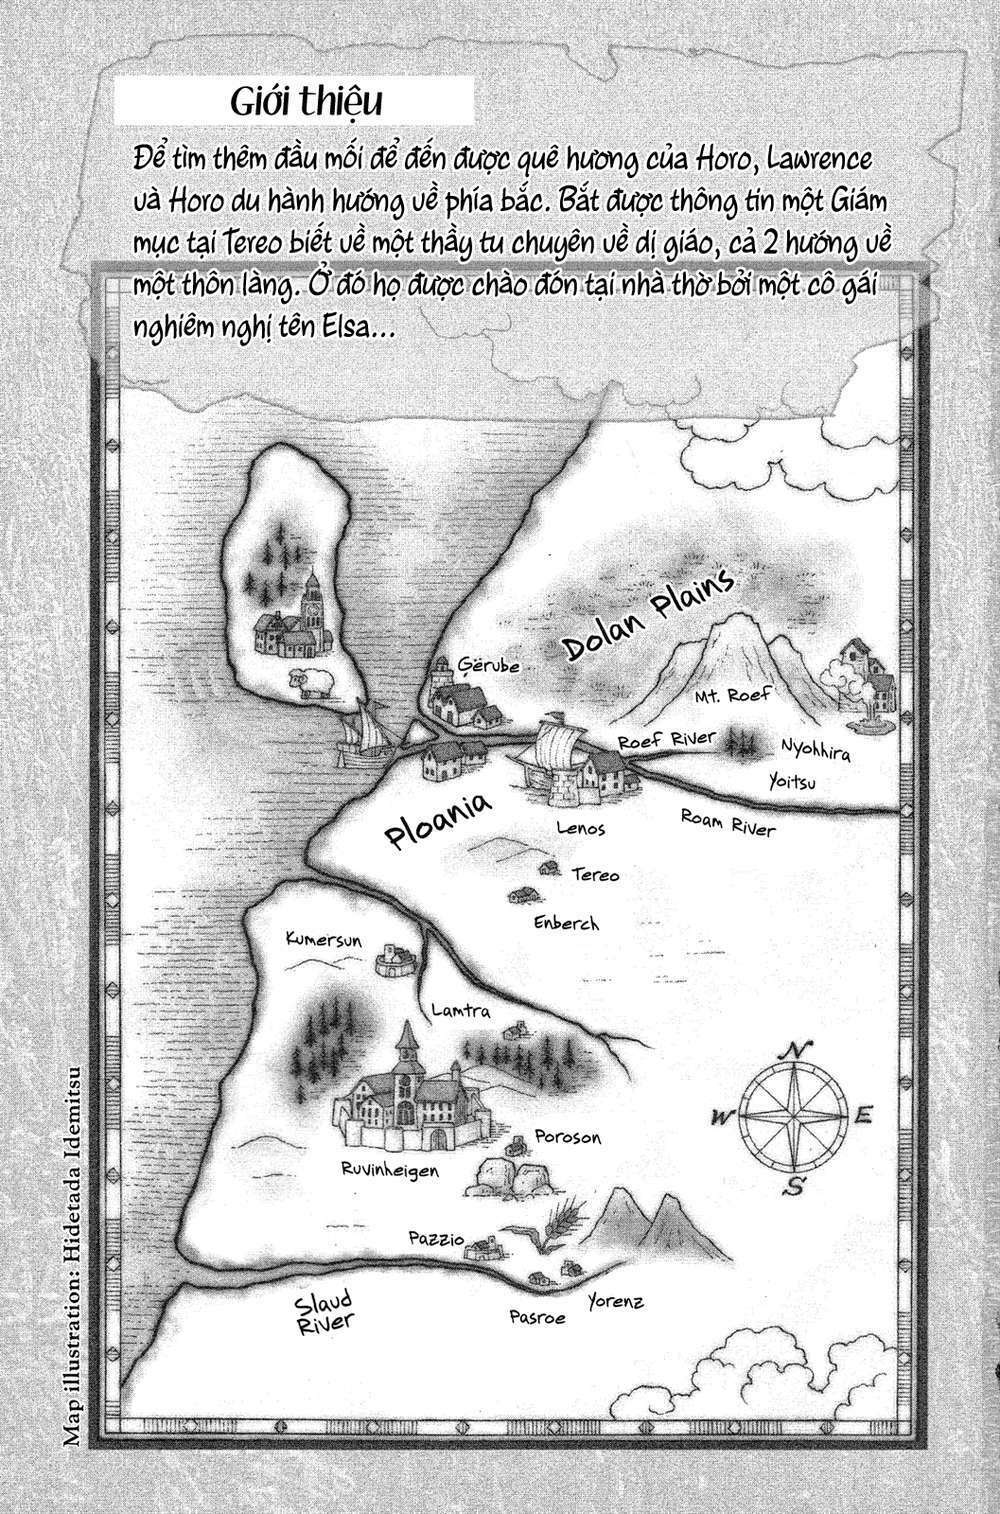 Giới thiệu
Để tìm thêm đầu mối để đến được quê hương của Horo, Lawrence
và Horo du hành hướng về phía bắc. Bắt được thông tin một Giám
mục tại Tereo biết về một thầy tu chuyên về dị giáo, cả 2 hướng về
một thôn làng. Ở đó họ được chào đón tại nhà thờ bởi một cô gái
nghiêm nghị tên Elsa...
Dolan Plains
Gerube
Mt. Roef
Roef River
Nyohhira
Yoitsu
Ploania
Lenos
Roam River
Tereo
Enberch
Kumersun
Lamtra
N
W
E
S
Poroson
Ruvinheigen
Pazzio
Slaud
River
Pasroe
Yorenz
Map illustration: Hidetada Idemitsu